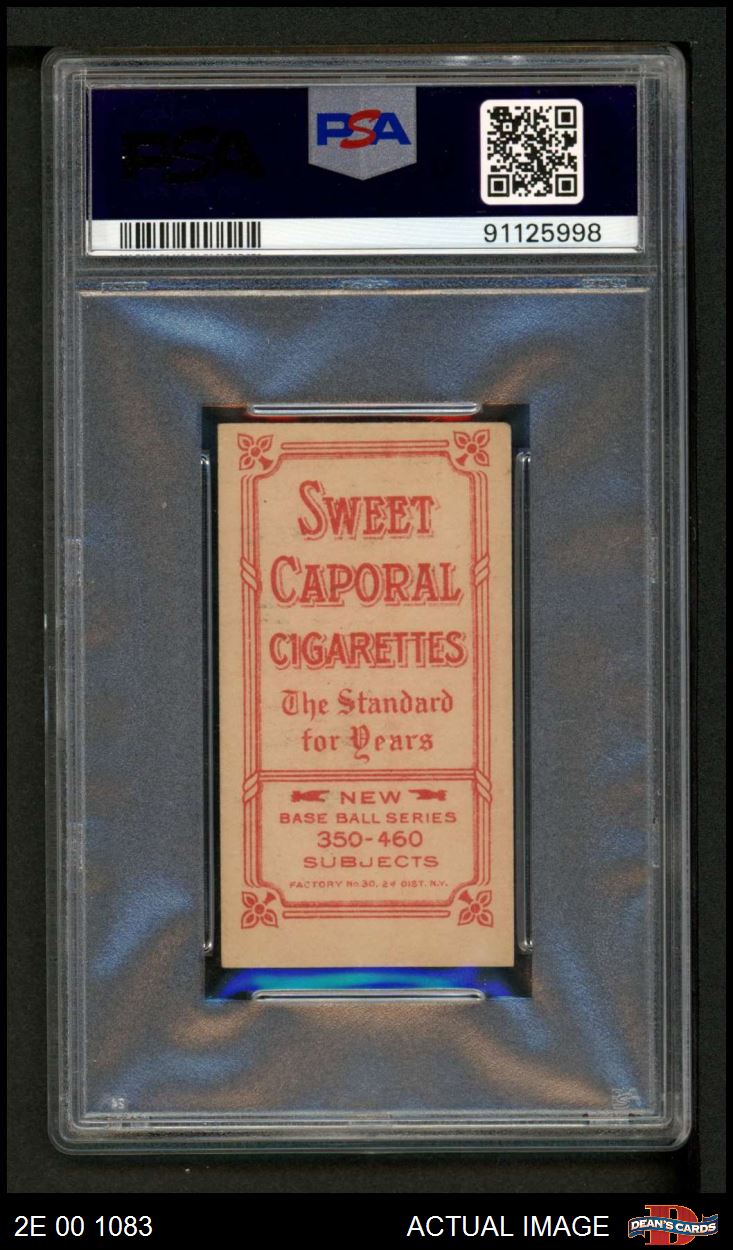 PSA
PSA
91125998
SWEET
CAPORAL
CIGARETTES
The Standard
for Years
NEW
BASE BALL SERIES
350-460
SUBJECTS
FACTORY No. 30, 2d DIST. N.Y.
2E 00 1083
ACTUAL IMAGE
D
DEAN'S CARDS